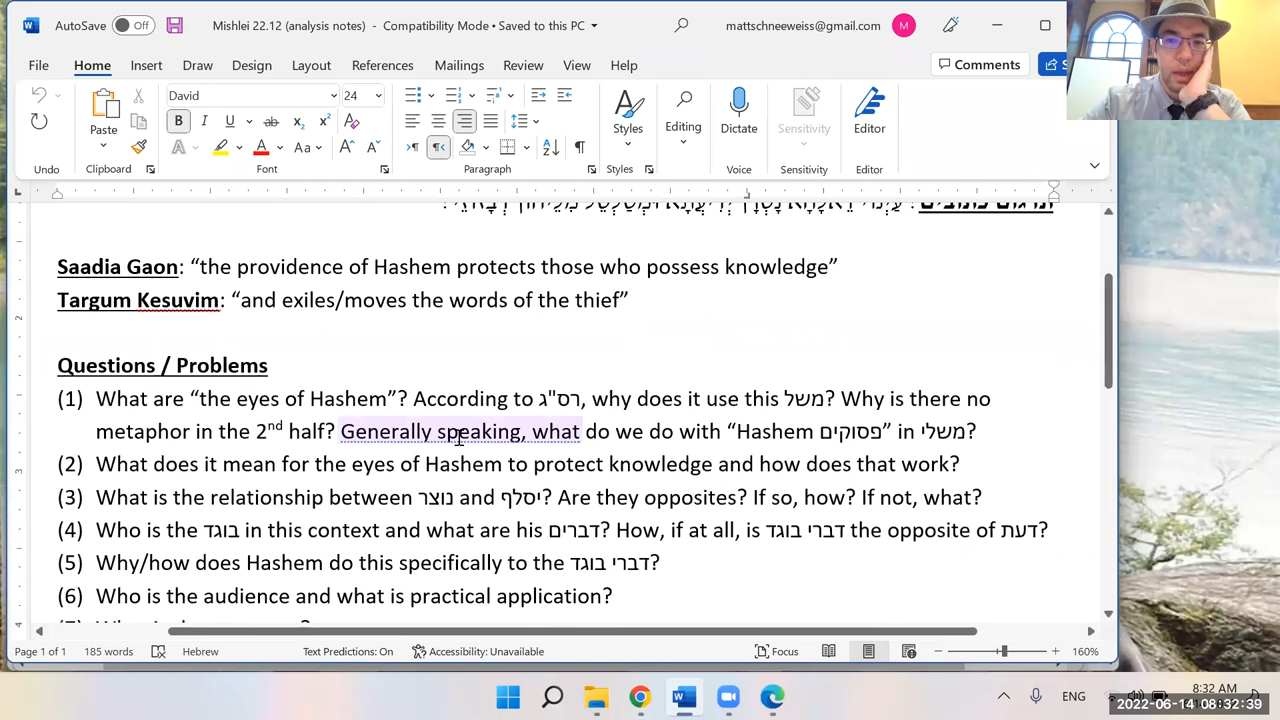 AutoSave Off Mishlei 22.12 (analysis notes) - Compatibility Mode • Saved to this PC mattschneeweiss@gmail.com M
File Home Insert Draw Design Layout References Mailings Review View Help Comments
David 24
Paste Styles Editing Dictate Sensitivity Editor
Undo Clipboard Font Paragraph Styles Voice Sensitivity Editor
Saadia Gaon: “the providence of Hashem protects those who possess knowledge”
Targum Kesuvim: “and exiles/moves the words of the thief”
Questions / Problems
(1) What are “the eyes of Hashem”? According to רס"ג, why does it use this משל? Why is there no
metaphor in the 2nd half? Generally speaking, what do we do with “Hashem פסוקים” in משלי?
(2) What does it mean for the eyes of Hashem to protect knowledge and how does that work?
(3) What is the relationship between נוצר and יסלף? Are they opposites? If so, how? If not, what?
(4) Who is the בוגד in this context and what are his דברים? How, if at all, is דברי בוגד the opposite of דעת?
(5) Why/how does Hashem do this specifically to the דברי בוגד?
(6) Who is the audience and what is practical application?
Page 1 of 1 185 words Hebrew Text Predictions: On Accessibility: Unavailable Focus 160%
ENG 8:32 AM
2022-06-14 08:32:39